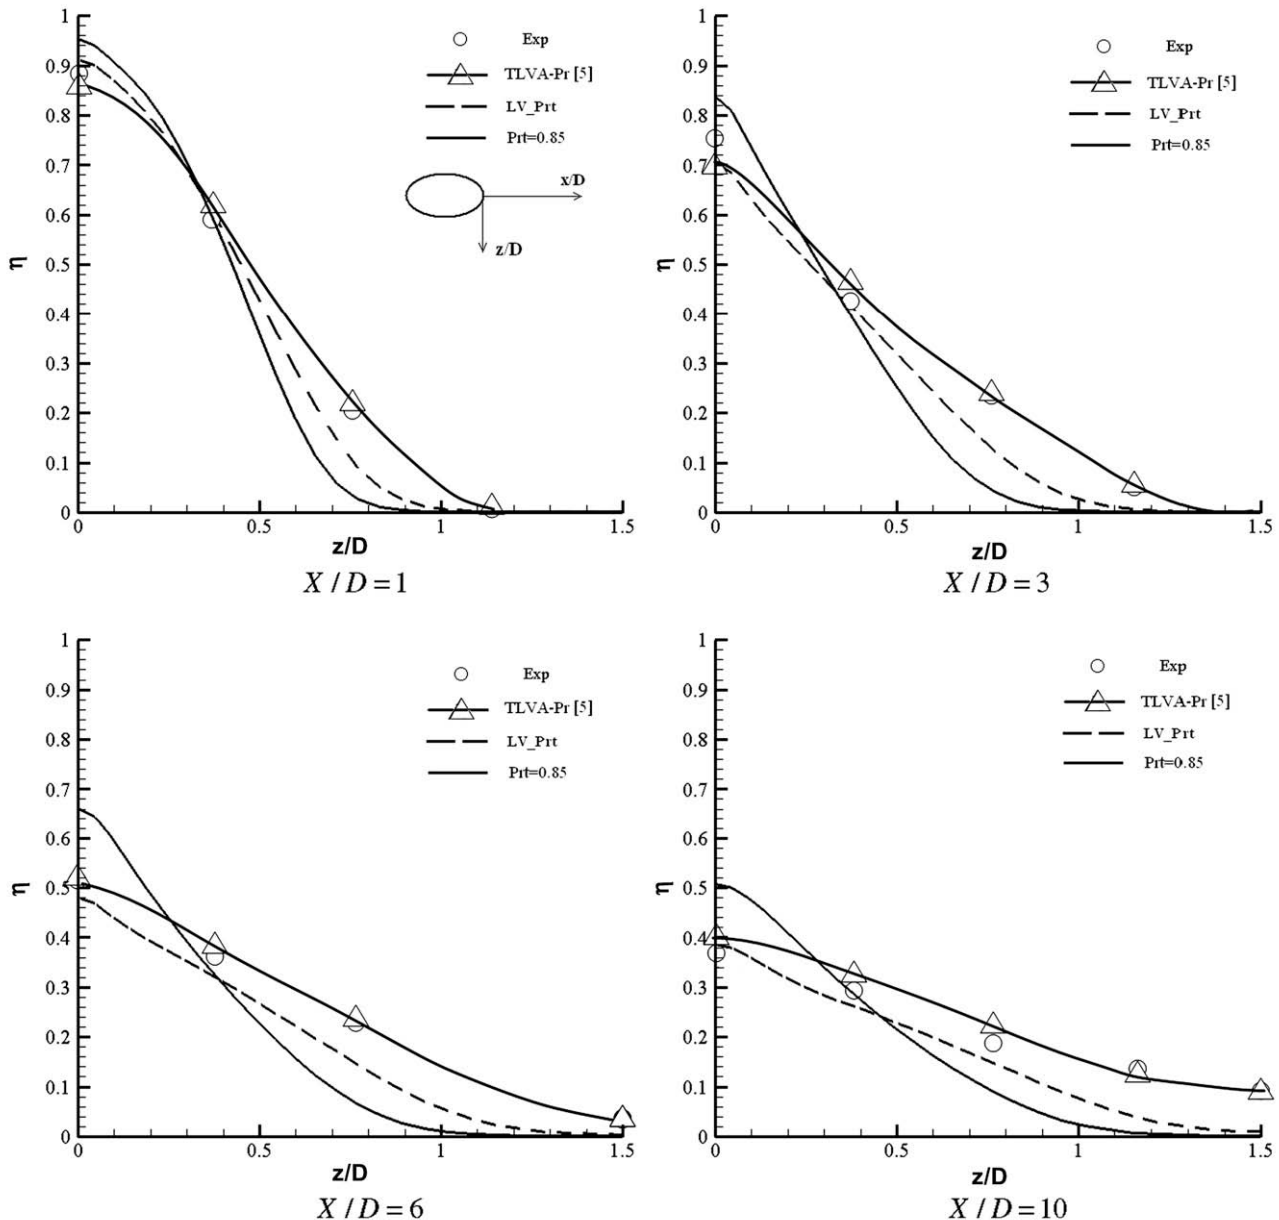 1
0.9
0.8
0.7
0.6
0.5
0.4
0.3
0.2
0.1
0
η
Exp
TLVA-Pr [5]
LV_Prt
Prt=0.85
x/D
z/D
0 0.5 1 1.5
z/D
X / D = 1
1
0.9
0.8
0.7
0.6
0.5
0.4
0.3
0.2
0.1
0
η
Exp
TLVA-Pr [5]
LV_Prt
Prt=0.85
0 0.5 1 1.5
z/D
X / D = 3
1
0.9
0.8
0.7
0.6
0.5
0.4
0.3
0.2
0.1
0
η
Exp
TLVA-Pr [5]
LV_Prt
Prt=0.85
0 0.5 1 1.5
z/D
X / D = 6
1
0.9
0.8
0.7
0.6
0.5
0.4
0.3
0.2
0.1
0
η
Exp
TLVA-Pr [5]
LV_Prt
Prt=0.85
0 0.5 1 1.5
z/D
X / D = 10